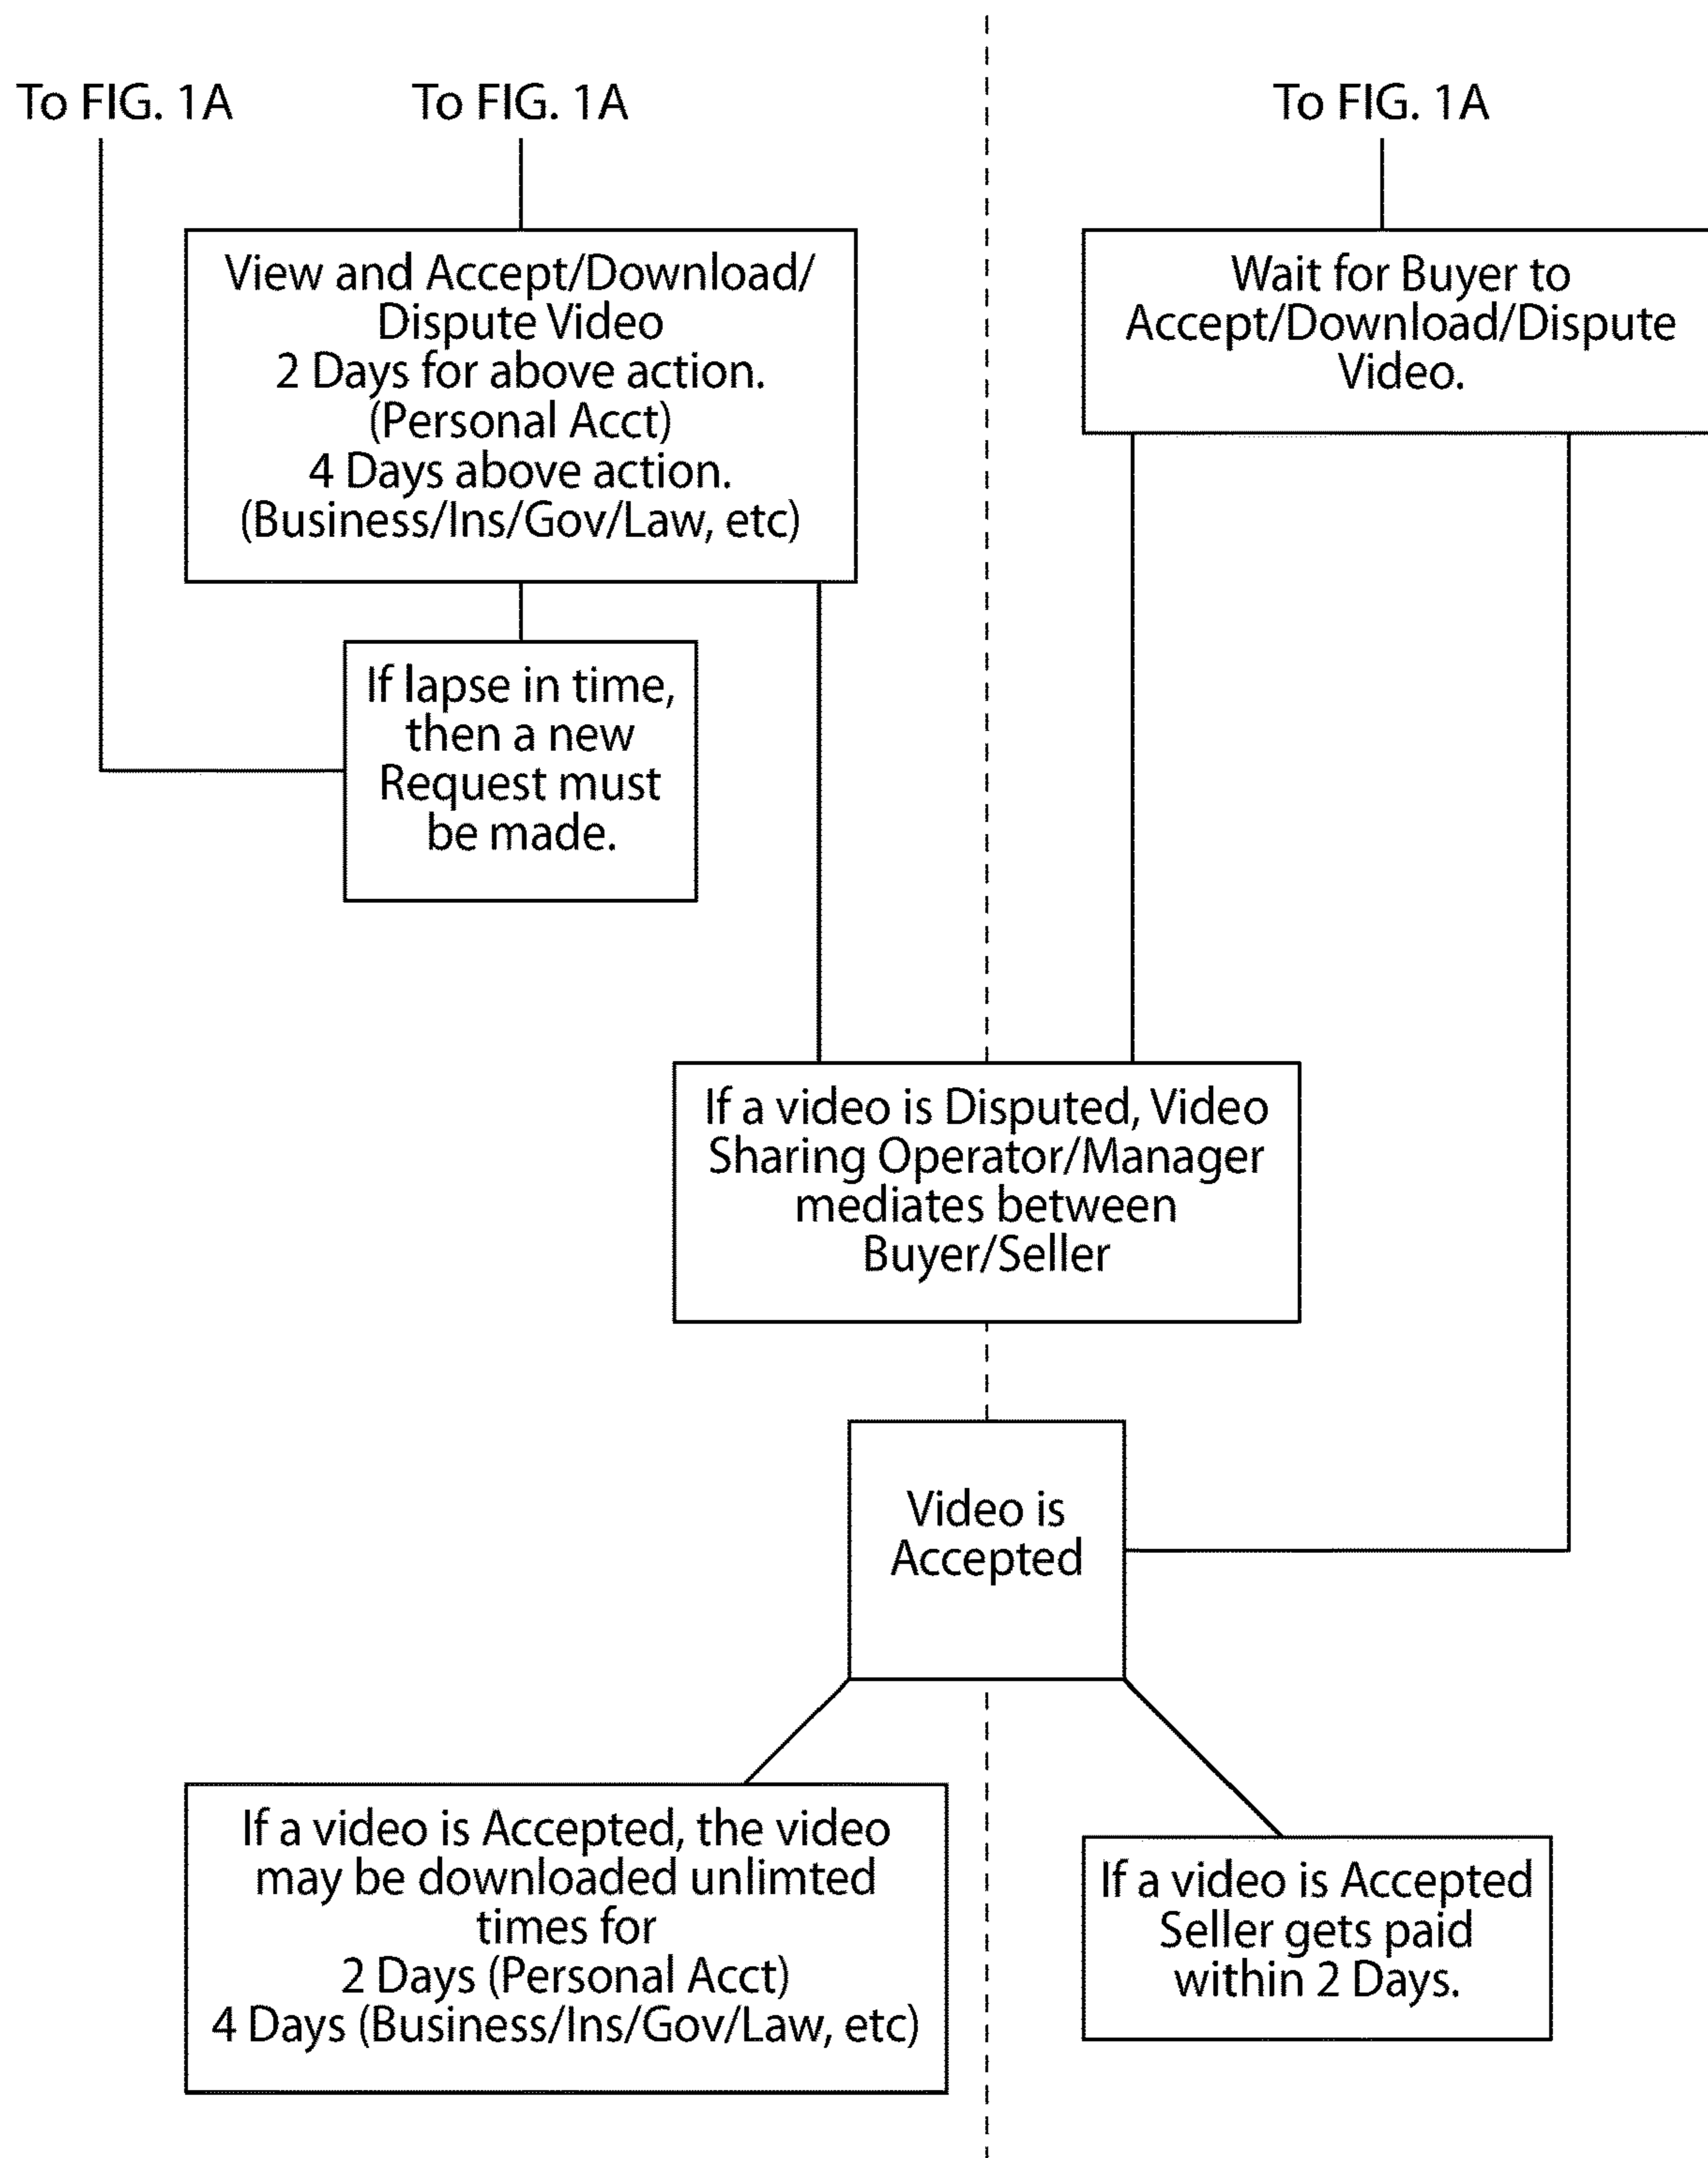 To FIG. 1A
To FIG. 1A
To FIG. 1A
View and Accept/Download/
Dispute Video
2 Days for above action.
(Personal Acct)
4 Days above action.
(Business/Ins/Gov/Law, etc)
Wait for Buyer to
Accept/Download/Dispute
Video.
If lapse in time,
then a new
Request must
be made.
If a video is Disputed, Video
Sharing Operator/Manager
mediates between
Buyer/Seller
Video is
Accepted
If a video is Accepted, the video
may be downloaded unlimted
times for
2 Days (Personal Acct)
4 Days (Business/Ins/Gov/Law, etc)
If a video is Accepted
Seller gets paid
within 2 Days.